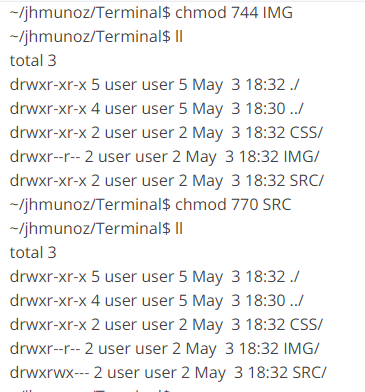 ~/jhmunoz/Terminal$ chmod 744 IMG
~/jhmunoz/Terminal$ ll
total 3
drwxr-xr-x 5 user user 5 May  3 18:32 ./
drwxr-xr-x 4 user user 5 May  3 18:30 ../
drwxr-xr-x 2 user user 2 May  3 18:32 CSS/
drwxr--r-- 2 user user 2 May  3 18:32 IMG/
drwxr-xr-x 2 user user 2 May  3 18:32 SRC/
~/jhmunoz/Terminal$ chmod 770 SRC
~/jhmunoz/Terminal$ ll
total 3
drwxr-xr-x 5 user user 5 May  3 18:32 ./
drwxr-xr-x 4 user user 5 May  3 18:30 ../
drwxr-xr-x 2 user user 2 May  3 18:32 CSS/
drwxr--r-- 2 user user 2 May  3 18:32 IMG/
drwxrwx--- 2 user user 2 May  3 18:32 SRC/